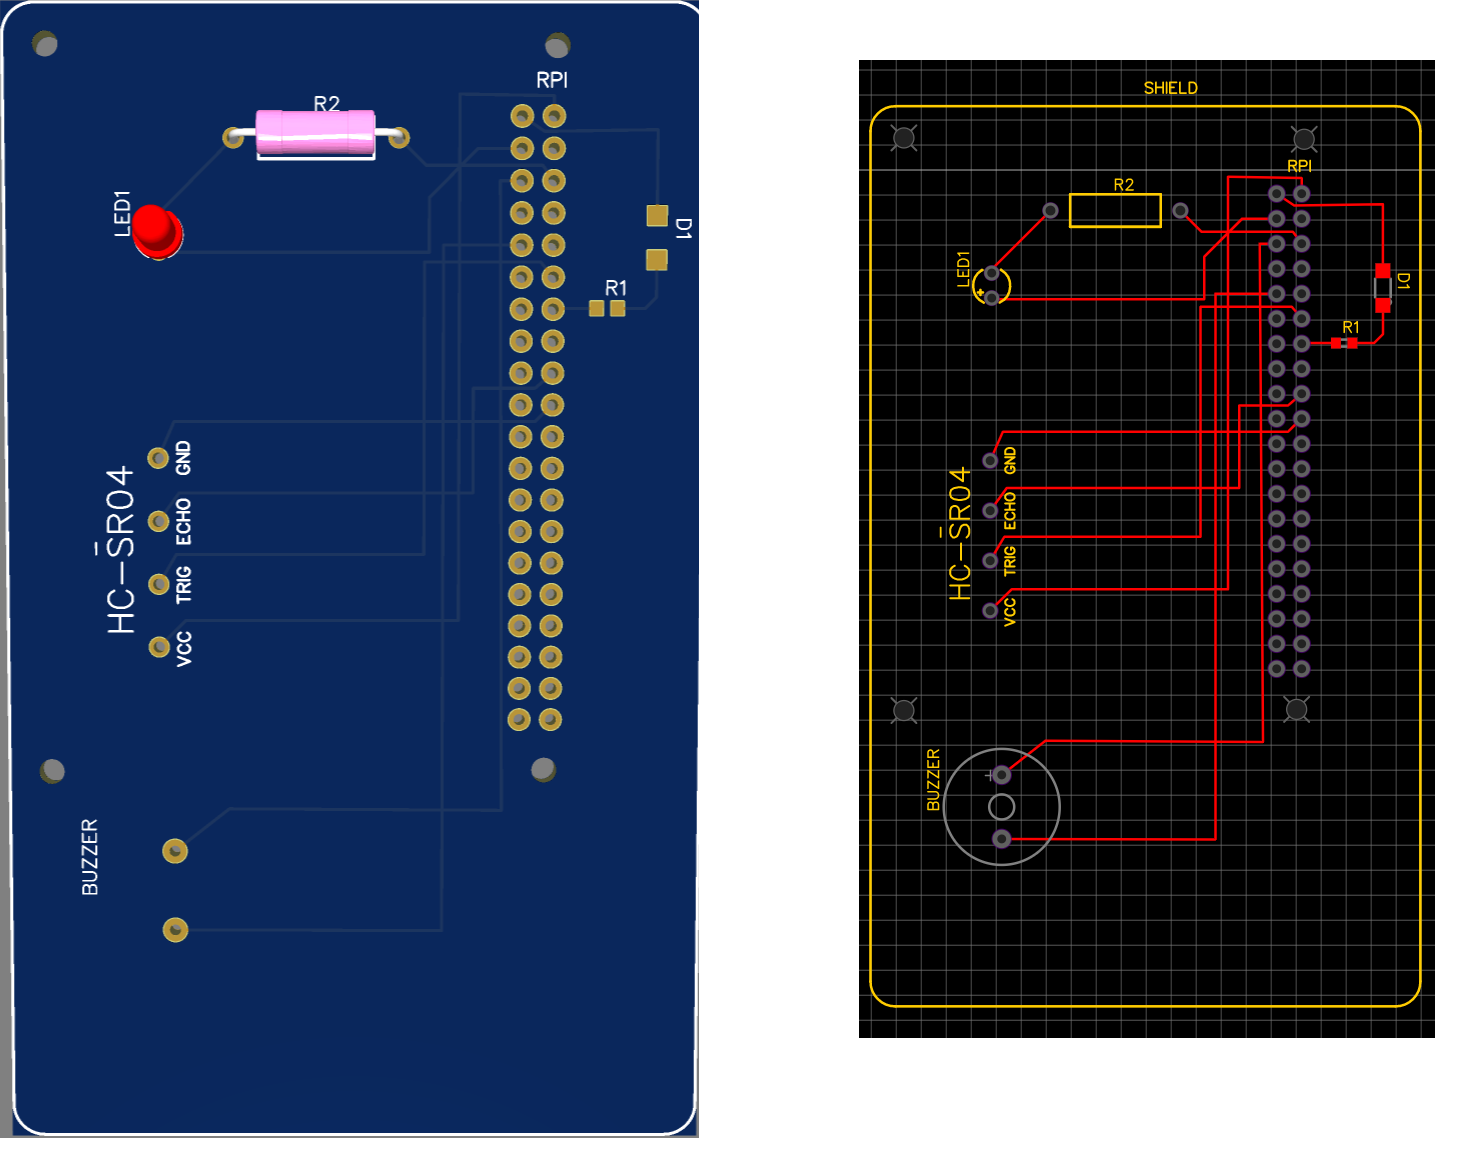 RPI
R2
LED1
D1
R1
GND
ECHO
TRIG
VCC
HC-SR04
BUZZER
SHIELD
RPI
R2
LED1
+
D1
R1
GND
ECHO
TRIG
VCC
HC-SR04
BUZZER
+